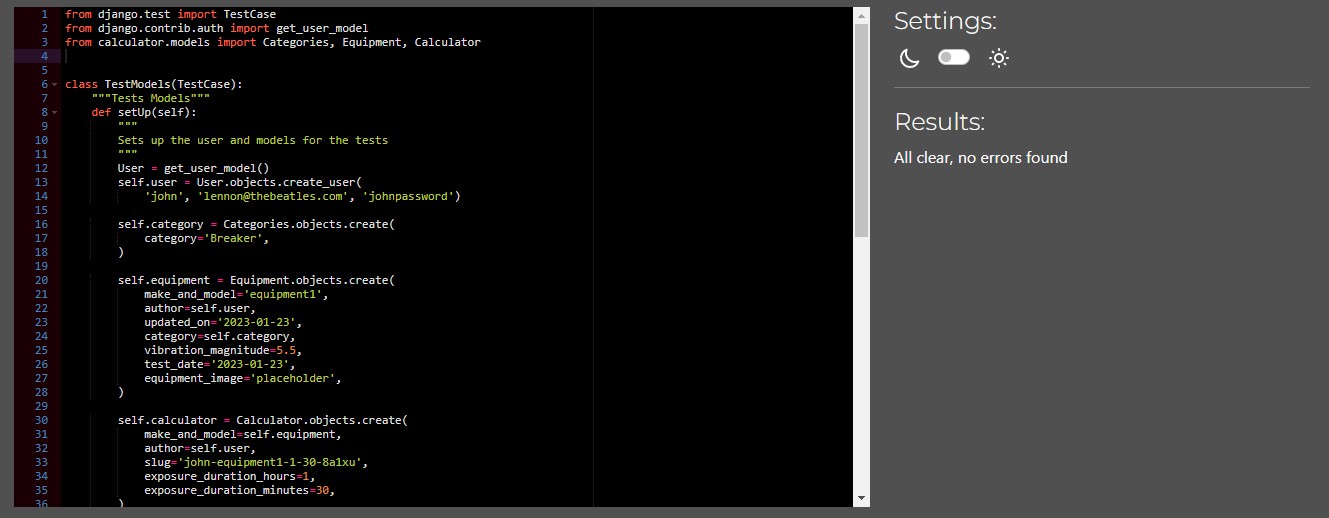 1 from django.test import TestCase
2 from django.contrib.auth import get_user_model
3 from calculator.models import Categories, Equipment, Calculator
4
5
6 class TestModels(TestCase):
7 """Tests Models"""
8 def setUp(self):
9 """
10 Sets up the user and models for the tests
11 """
12 User = get_user_model()
13 self.user = User.objects.create_user(
14 'john', 'lennon@thebeatles.com', 'johnpassword')
15
16 self.category = Categories.objects.create(
17 category='Breaker',
18 )
19
20 self.equipment = Equipment.objects.create(
21 make_and_model='equipment1',
22 author=self.user,
23 updated_on='2023-01-23',
24 category=self.category,
25 vibration_magnitude=5.5,
26 test_date='2023-01-23',
27 equipment_image='placeholder',
28 )
29
30 self.calculator = Calculator.objects.create(
31 make_and_model=self.equipment,
32 author=self.user,
33 slug='john-equipment1-1-30-8a1xu',
34 exposure_duration_hours=1,
35 exposure_duration_minutes=30,
36 )
Settings:
Results:
All clear, no errors found